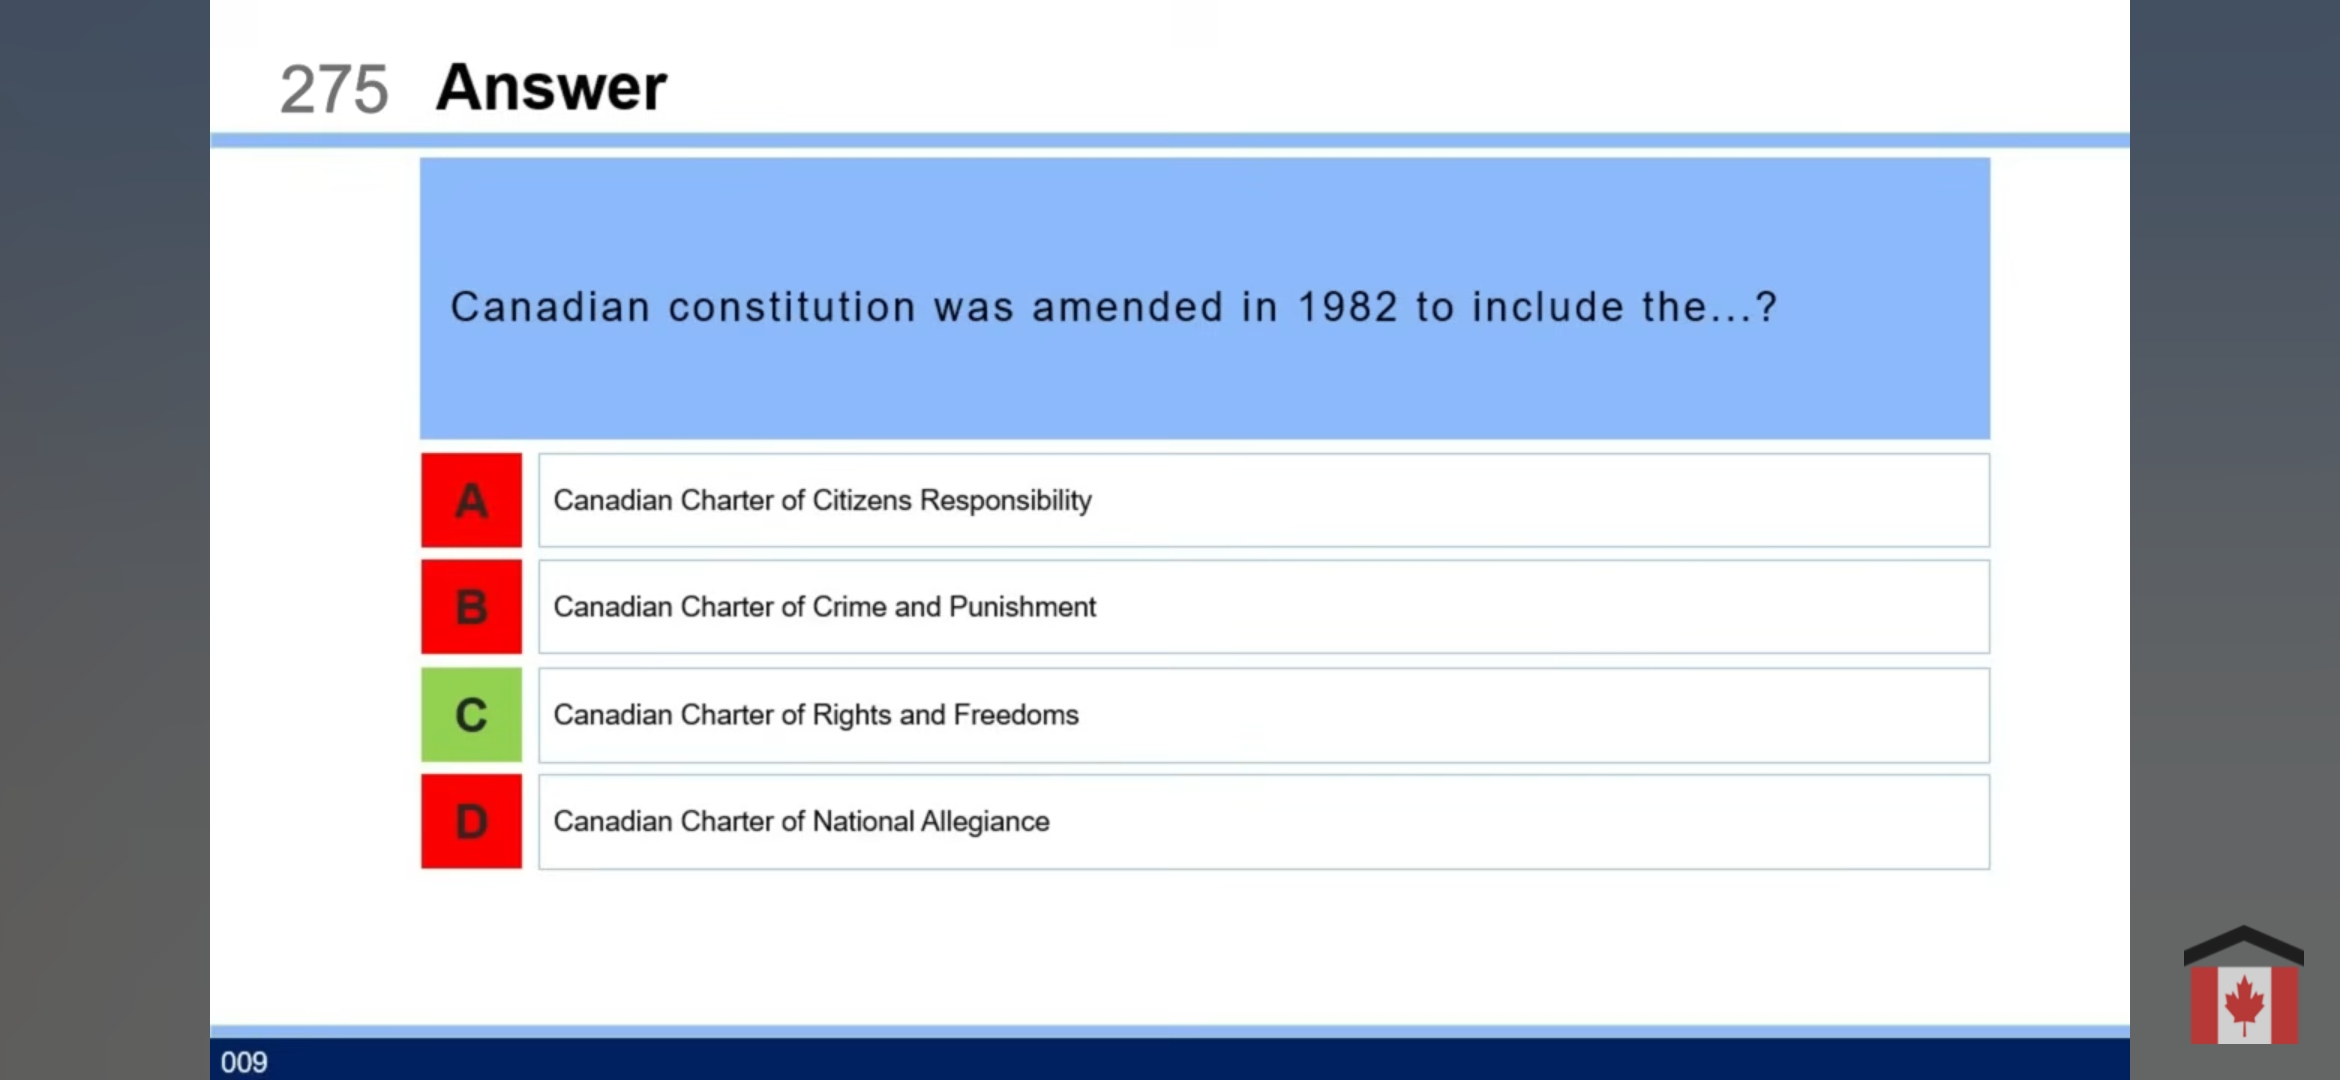 275 Answer
Canadian constitution was amended in 1982 to include the...?
A Canadian Charter of Citizens Responsibility
B Canadian Charter of Crime and Punishment
C Canadian Charter of Rights and Freedoms
D Canadian Charter of National Allegiance
009